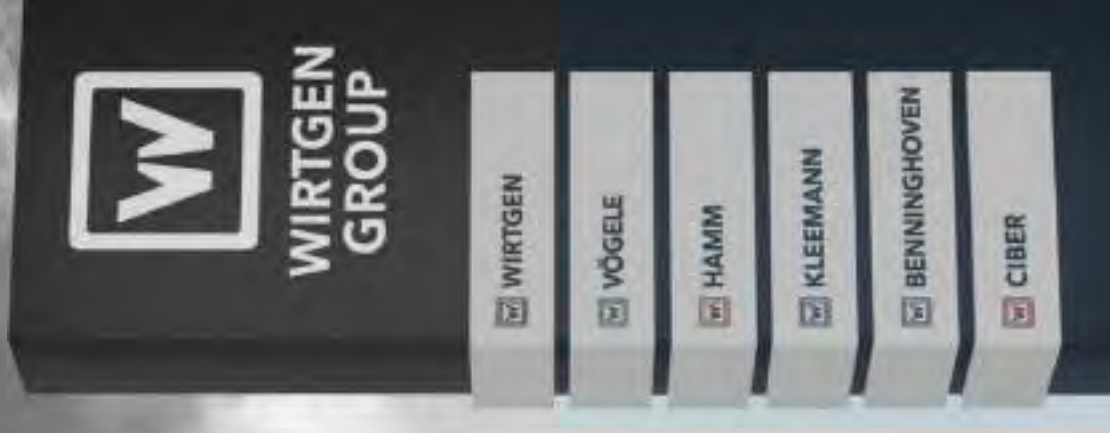 WIRTGEN
GROUP
WIRTGEN
VÖGELE
HAMM
KLEEMANN
BENNINGHOVEN
CIBER